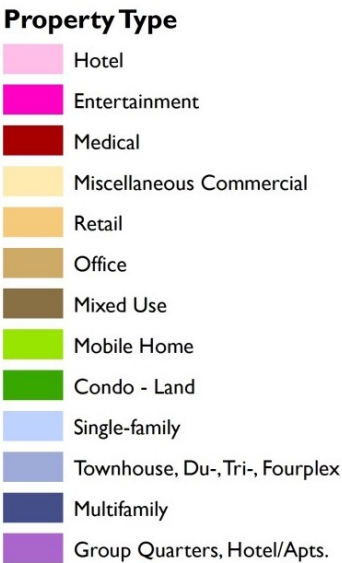 Property Type
Hotel
Entertainment
Medical
Miscellaneous Commercial
Retail
Office
Mixed Use
Mobile Home
Condo - Land
Single-family
Townhouse, Du-, Tri-, Fourplex
Multifamily
Group Quarters, Hotel/Apts.